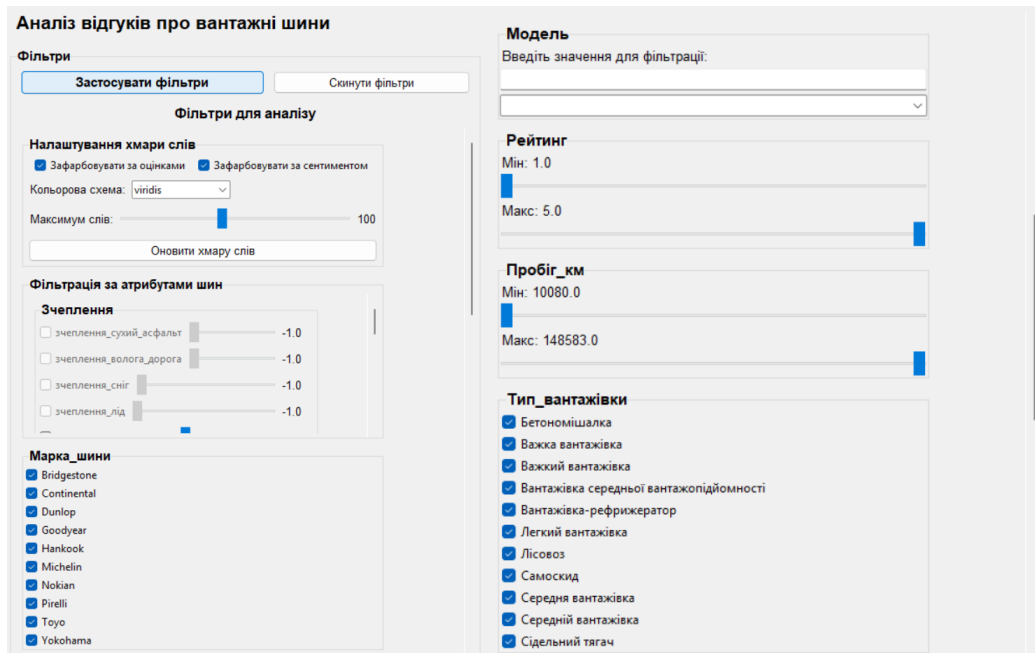 Аналіз відгуків про вантажні шини
Фільтри
Застосувати фільтри
Скинути фільтри
Фільтри для аналізу
Налаштування хмари слів
Зафарбовувати за оцінками
Зафарбовувати за сентиментом
Кольорова схема: viridis
Максимум слів: 100
Оновити хмару слів
Фільтрація за атрибутами шин
Зчеплення
зчеплення_сухий_асфальт -1.0
зчеплення_волога_дорога -1.0
зчеплення_сніг -1.0
зчеплення_лід -1.0
Марка_шини
Bridgestone
Continental
Dunlop
Goodyear
Hankook
Michelin
Nokian
Pirelli
Toyo
Yokohama
Модель
Введіть значення для фільтрації:
Рейтинг
Мін: 1.0
Макс: 5.0
Пробіг_км
Мін: 10080.0
Макс: 148583.0
Тип_вантажівки
Бетономішалка
Важка вантажівка
Важкий вантажівка
Вантажівка середньої вантажопідйомності
Вантажівка-рефрижератор
Легкий вантажівка
Лісовоз
Самоскид
Середня вантажівка
Середній вантажівка
Сідельний тягач